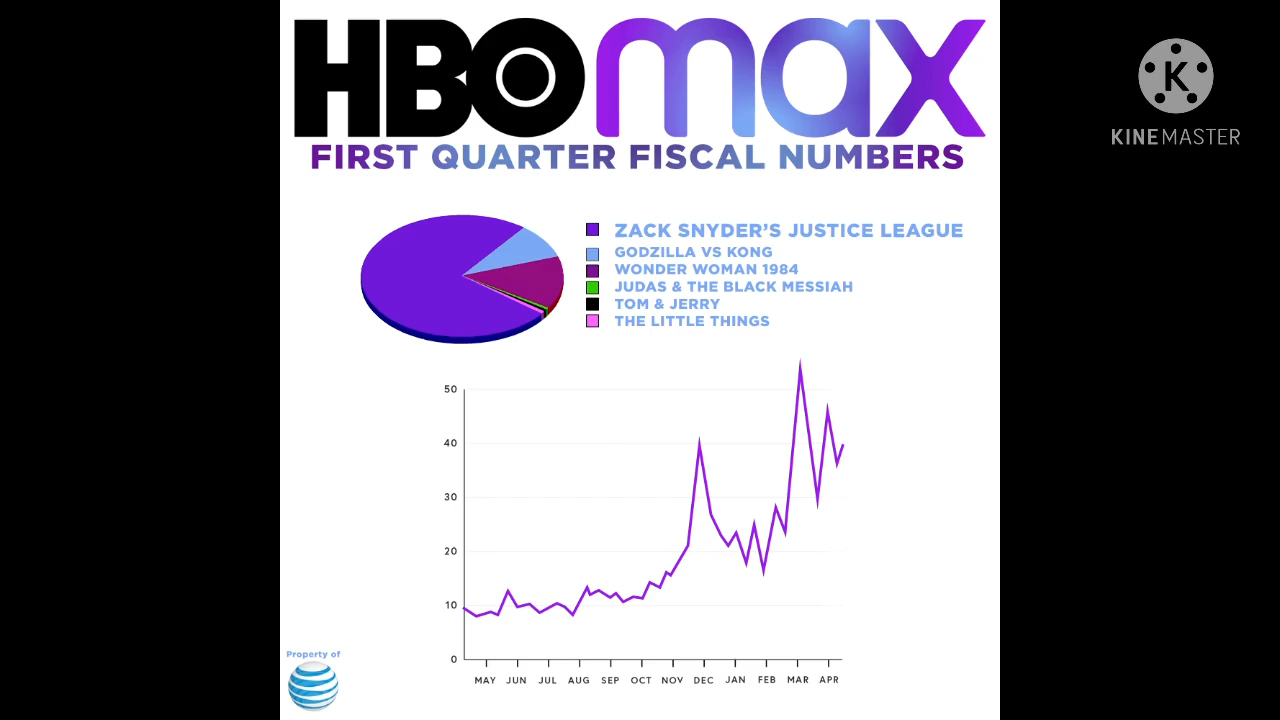 HBOmax
FIRST QUARTER FISCAL NUMBERS
K
KINEMASTER
ZACK SNYDER'S JUSTICE LEAGUE
GODZILLA VS KONG
WONDER WOMAN 1984
JUDAS & THE BLACK MESSIAH
TOM & JERRY
THE LITTLE THINGS
50
40
30
20
10
0
MAY JUN JUL AUG SEP OCT NOV DEC JAN FEB MAR APR
Property of